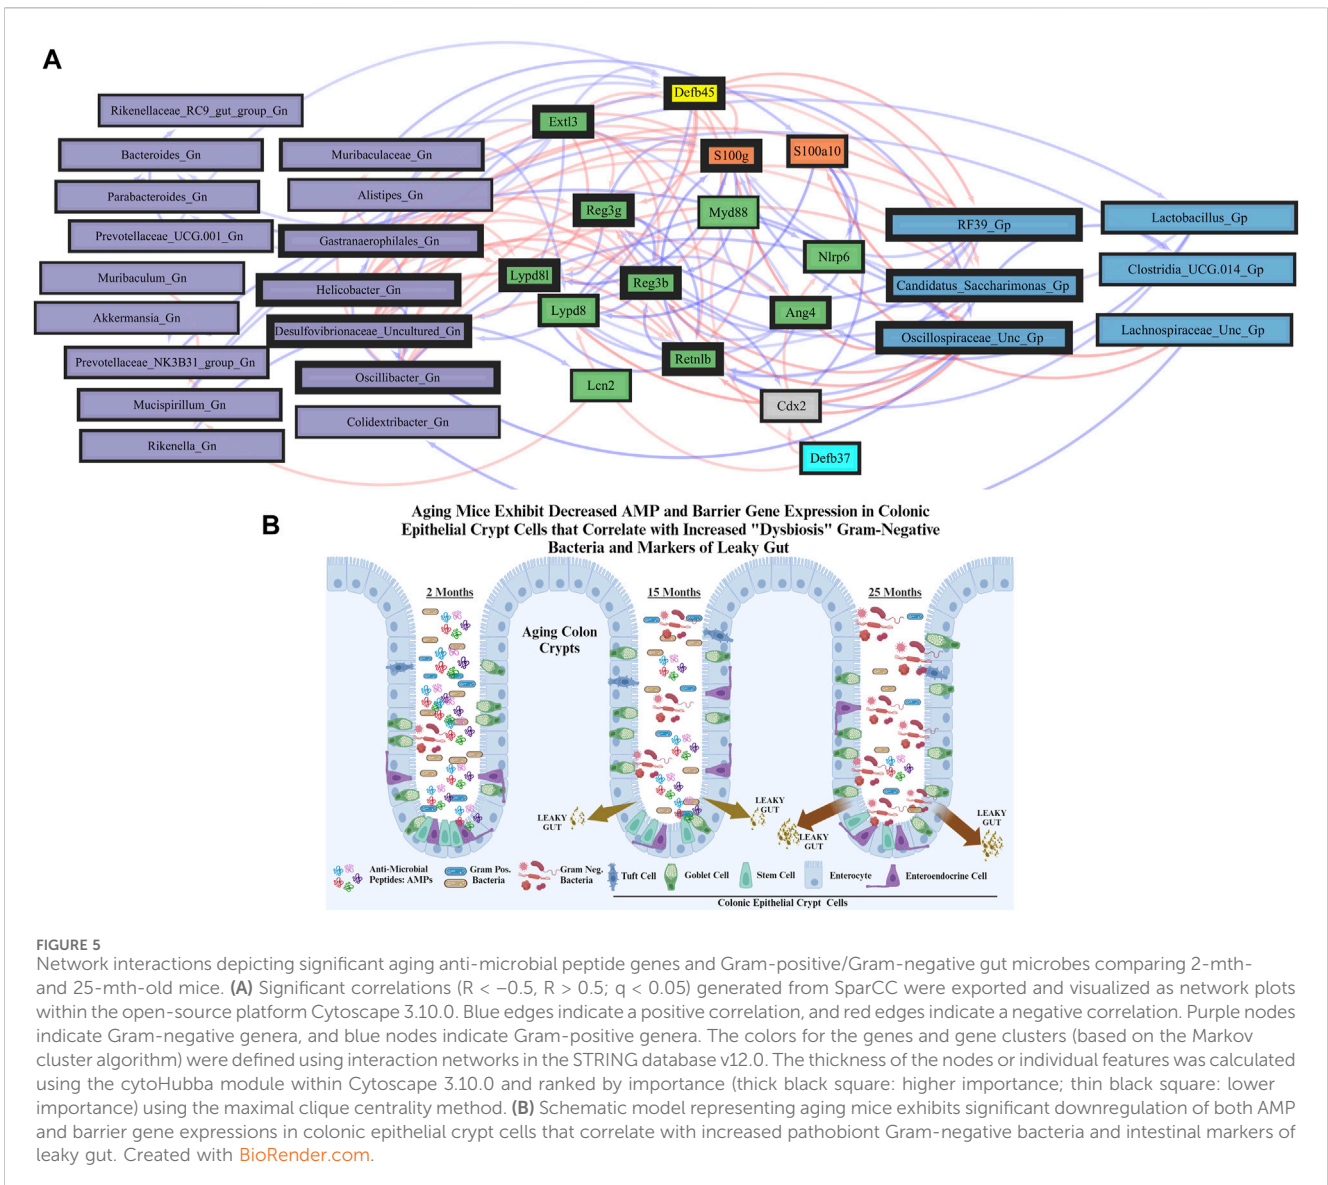 A
Defb45
Rikenellaceae_RC9_gut_group_Gn
Extl3
Bacteroides_Gn
Muribaculaceae_Gn
S100g
S100a10
Parabacteroides_Gn
Alistipes_Gn
Reg3g
Myd88
Lactobacillus_Gp
RF39_Gp
Prevotellaceae_UCG.001_Gn
Gastranaerophilales_Gn
Nlrp6
Muribaculum_Gn
Helicobacter_Gn
Lypd8l
Reg3b
Candidatus_Saccharimonas_Gp
Clostridia_UCG.014_Gp
Akkermansia_Gn
Desulfovibrionaceae_Uncultured_Gn
Lypd8
Ang4
Oscillospiraceae_Unc_Gp
Lachnospiraceae_Unc_Gp
Prevotellaceae_NK3B31_group_Gn
Oscillibacter_Gn
Retnlb
Lcn2
Mucispirillum_Gn
Colidextribacter_Gn
Cdx2
Rikenella_Gn
Defb37
B
Aging Mice Exhibit Decreased AMP and Barrier Gene Expression in Colonic
Epithelial Crypt Cells that Correlate with Increased "Dysbiosis" Gram-Negative
Bacteria and Markers of Leaky Gut
2 Months
15 Months
25 Months
Aging Colon
Crypts
LEAKY
GUT
LEAKY
GUT
LEAKY
GUT
LEAKY
GUT
Anti-Microbial
Peptides: AMPs
Gram Pos.
Bacteria
Gram Neg.
Bacteria
Tuft Cell
Goblet Cell
Stem Cell
Enterocyte
Enteroendocrine Cell
Colonic Epithelial Crypt Cells
FIGURE 5
Network interactions depicting significant aging anti-microbial peptide genes and Gram-positive/Gram-negative gut microbes comparing 2-mth-
and 25-mth-old mice. (A) Significant correlations (R < −0.5, R > 0.5; q < 0.05) generated from SparCC were exported and visualized as network plots
within the open-source platform Cytoscape 3.10.0. Blue edges indicate a positive correlation, and red edges indicate a negative correlation. Purple nodes
indicate Gram-negative genera, and blue nodes indicate Gram-positive genera. The colors for the genes and gene clusters (based on the Markov
cluster algorithm) were defined using interaction networks in the STRING database v12.0. The thickness of the nodes or individual features was calculated
using the cytoHubba module within Cytoscape 3.10.0 and ranked by importance (thick black square: higher importance; thin black square: lower
importance) using the maximal clique centrality method. (B) Schematic model representing aging mice exhibits significant downregulation of both AMP
and barrier gene expressions in colonic epithelial crypt cells that correlate with increased pathobiont Gram-negative bacteria and intestinal markers of
leaky gut. Created with BioRender.com.